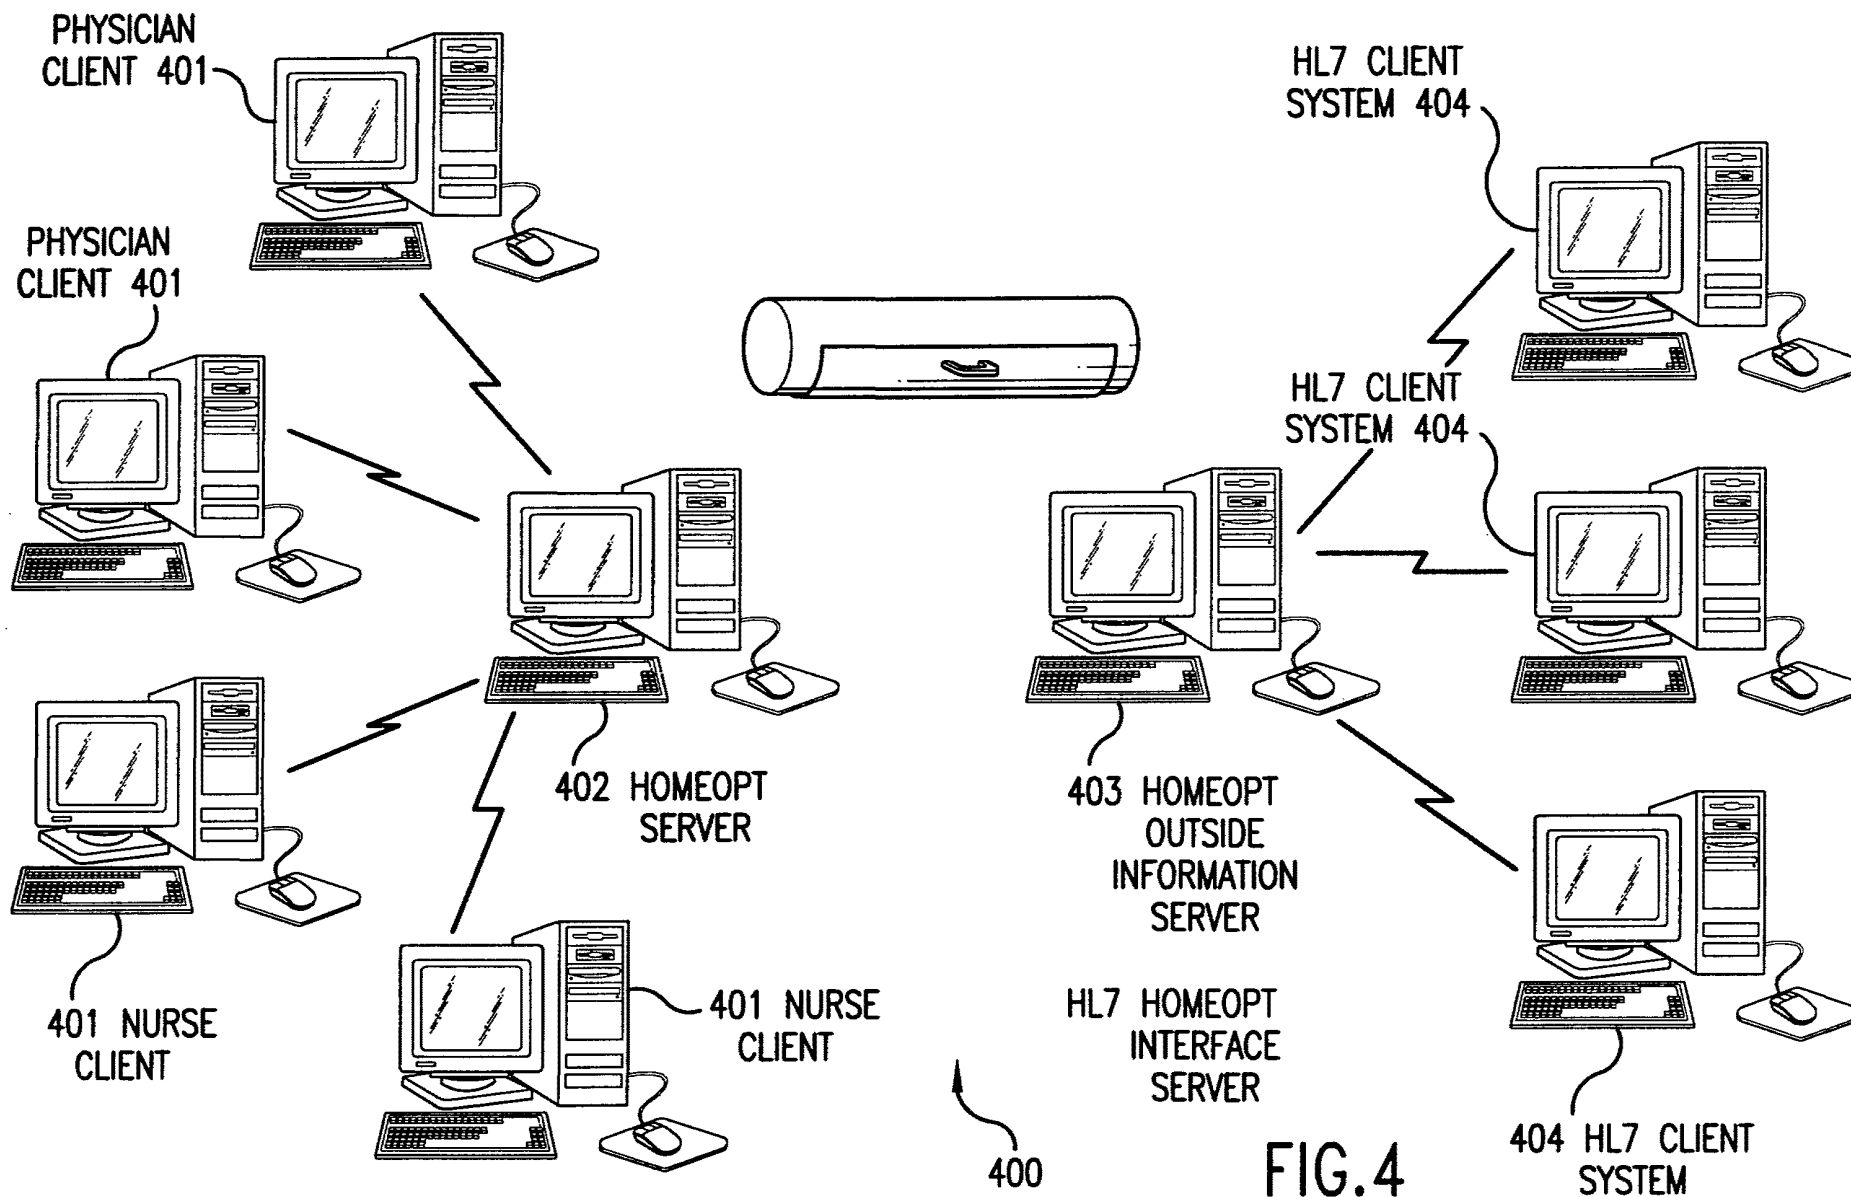 PHYSICIAN
CLIENT 401
HL7 CLIENT
SYSTEM 404
PHYSICIAN
CLIENT 401
HL7 CLIENT
SYSTEM 404
402 HOMEOPT
SERVER
403 HOMEOPT
OUTSIDE
INFORMATION
SERVER
401 NURSE
CLIENT
401 NURSE
CLIENT
HL7 HOMEOPT
INTERFACE
SERVER
400
FIG.4
404 HL7 CLIENT
SYSTEM